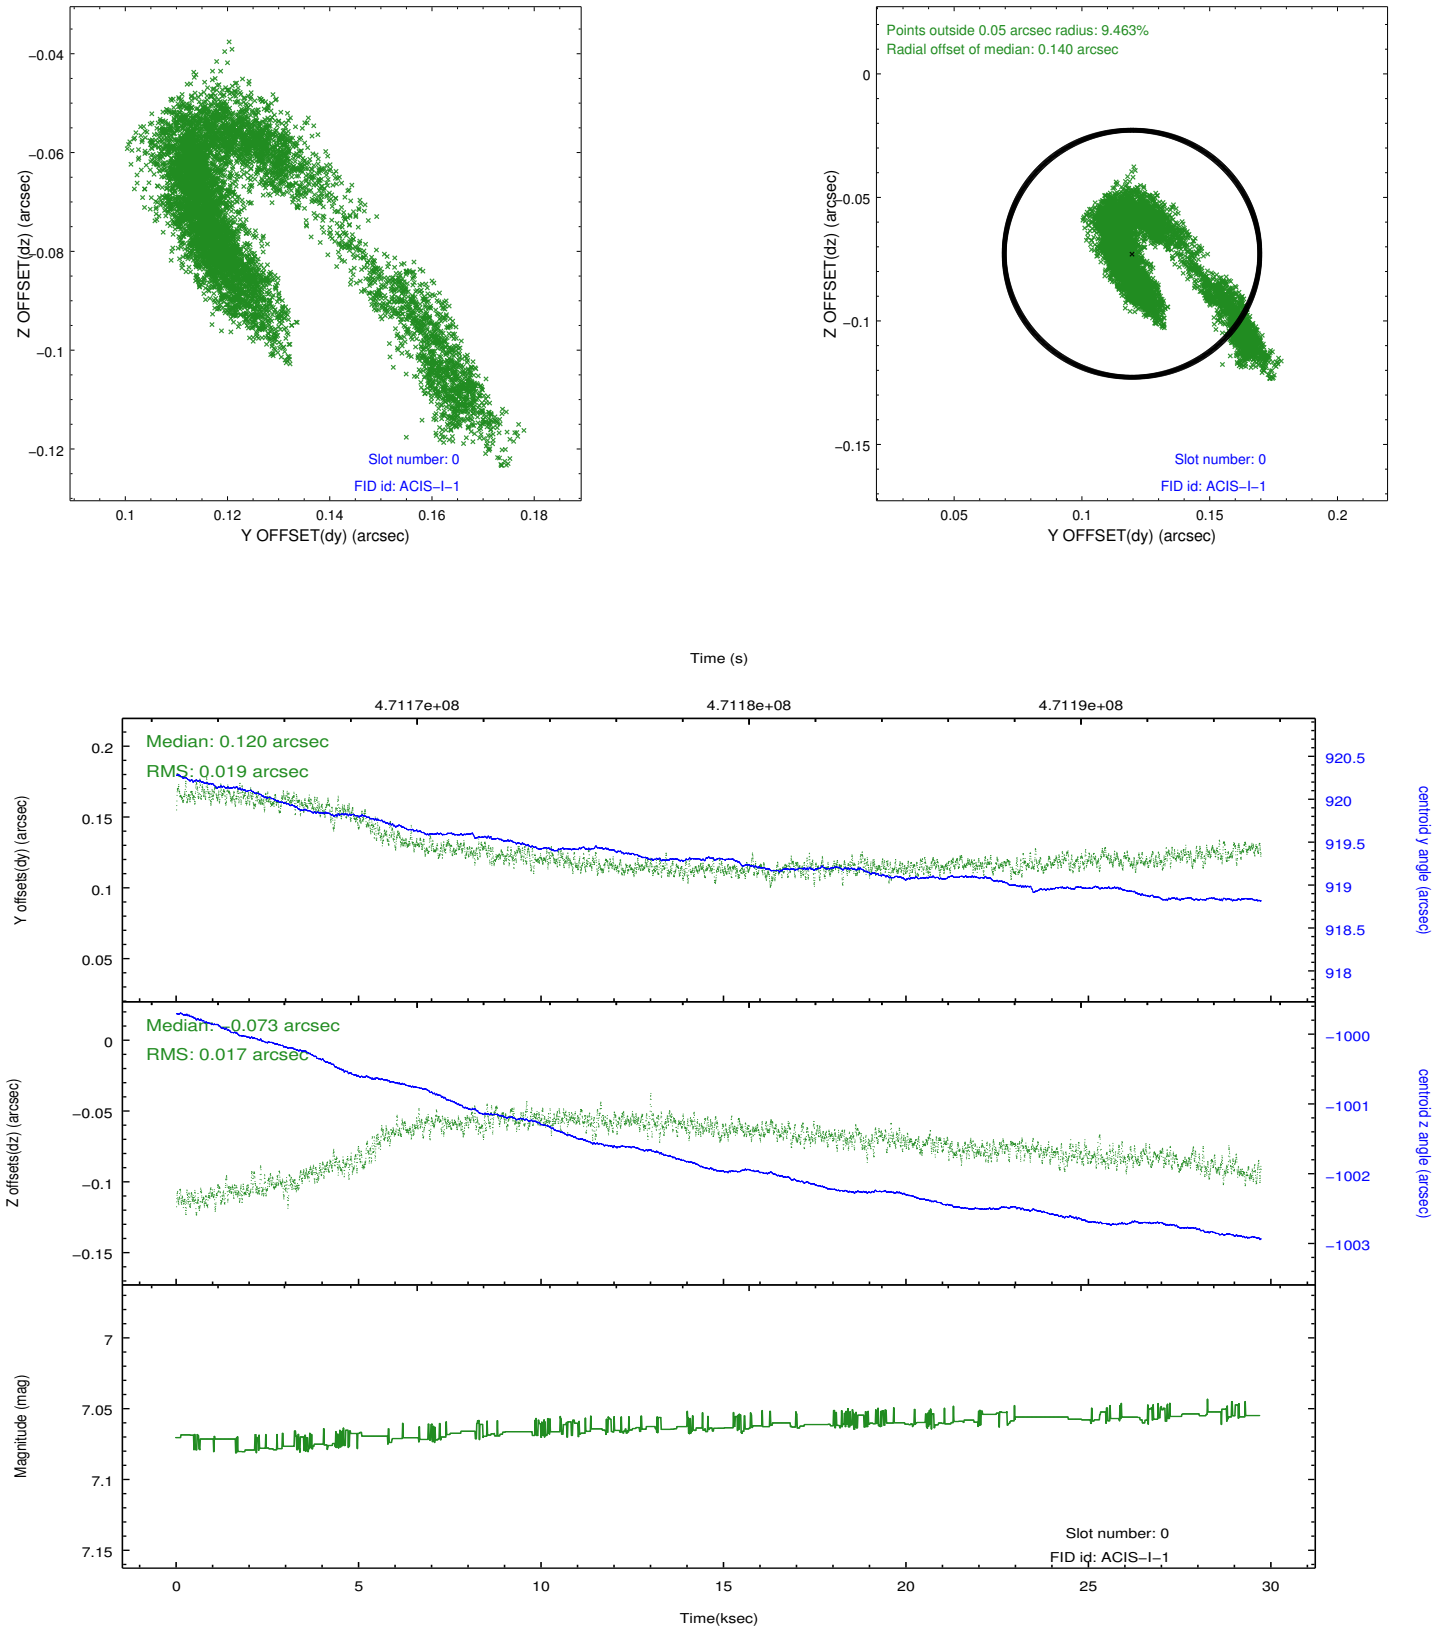 −0.04
−0.06
−0.08
−0.1
−0.12
Z OFFSET(dz) (arcsec)
0.1 0.12 0.14 0.16 0.18
Y OFFSET(dy) (arcsec)
Slot number: 0
FID id: ACIS−I−1
Points outside 0.05 arcsec radius: 9.463%
Radial offset of median: 0.140 arcsec
0
−0.05
−0.1
−0.15
Z OFFSET(dz) (arcsec)
0.05 0.1 0.15 0.2
Y OFFSET(dy) (arcsec)
Slot number: 0
FID id: ACIS−I−1
Time (s)
4.7117e+08 4.7118e+08 4.7119e+08
Median: 0.120 arcsec
RMS: 0.019 arcsec
0.2
0.15
0.1
0.05
Y offsets(dy) (arcsec)
920.5
920
919.5
919
918.5
918
centroid y angle (arcsec)
Median: −0.073 arcsec
RMS: 0.017 arcsec
0
−0.05
−0.1
−0.15
Z offsets(dz) (arcsec)
−1000
−1001
−1002
−1003
centroid z angle (arcsec)
7
7.05
7.1
7.15
Magnitude (mag)
Slot number: 0
FID id: ACIS−I−1
0 5 10 15 20 25 30
Time(ksec)